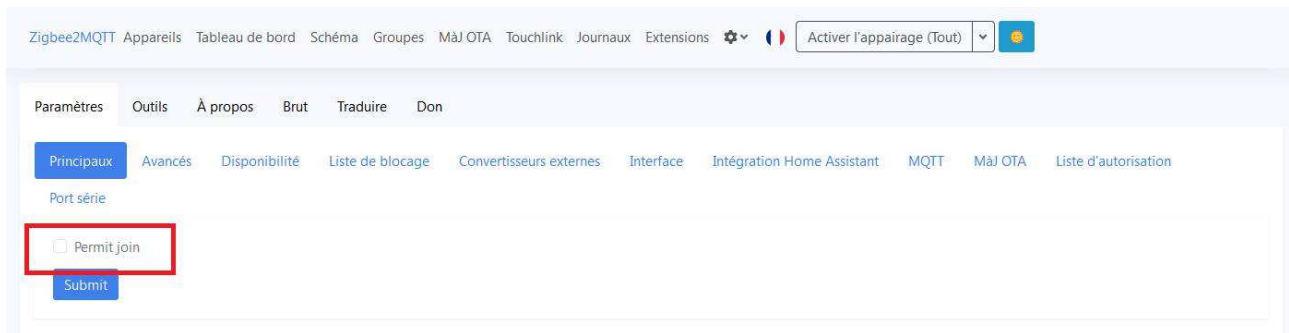 Zigbee2MQTT Appareils Tableau de bord Schéma Groupes MàJ OTA Touchlink Journaux Extensions Activer l'appairage (Tout)
Paramètres Outils À propos Brut Traduire Don
Principaux Avancés Disponibilité Liste de blocage Convertisseurs externes Interface Intégration Home Assistant MQTT MàJ OTA Liste d'autorisation
Port série
Permit join
Submit